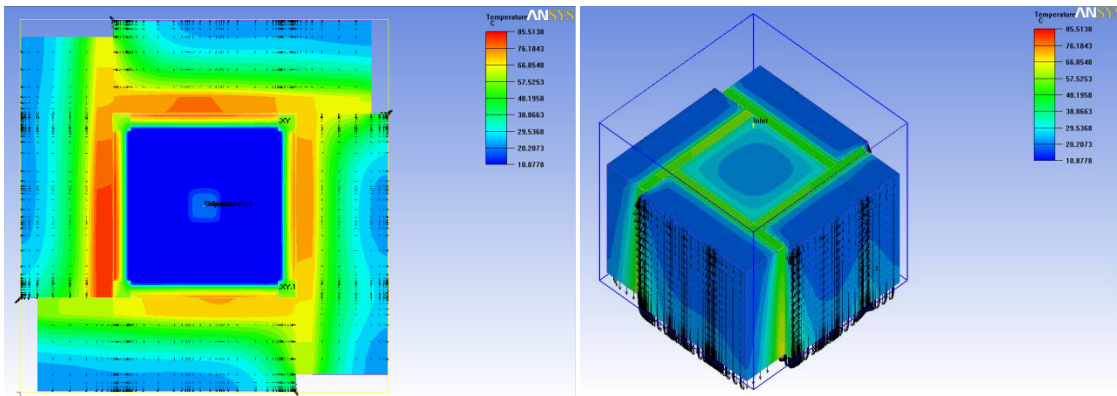 Temperature
ANSYS
C
85.5138
76.1843
66.8548
57.5253
48.1958
38.8663
29.5368
20.2073
10.8778
XY
XY.1
Temperature
ANSYS
C
85.5138
76.1843
66.8548
57.5253
48.1958
38.8663
29.5368
20.2073
10.8778
Inlet